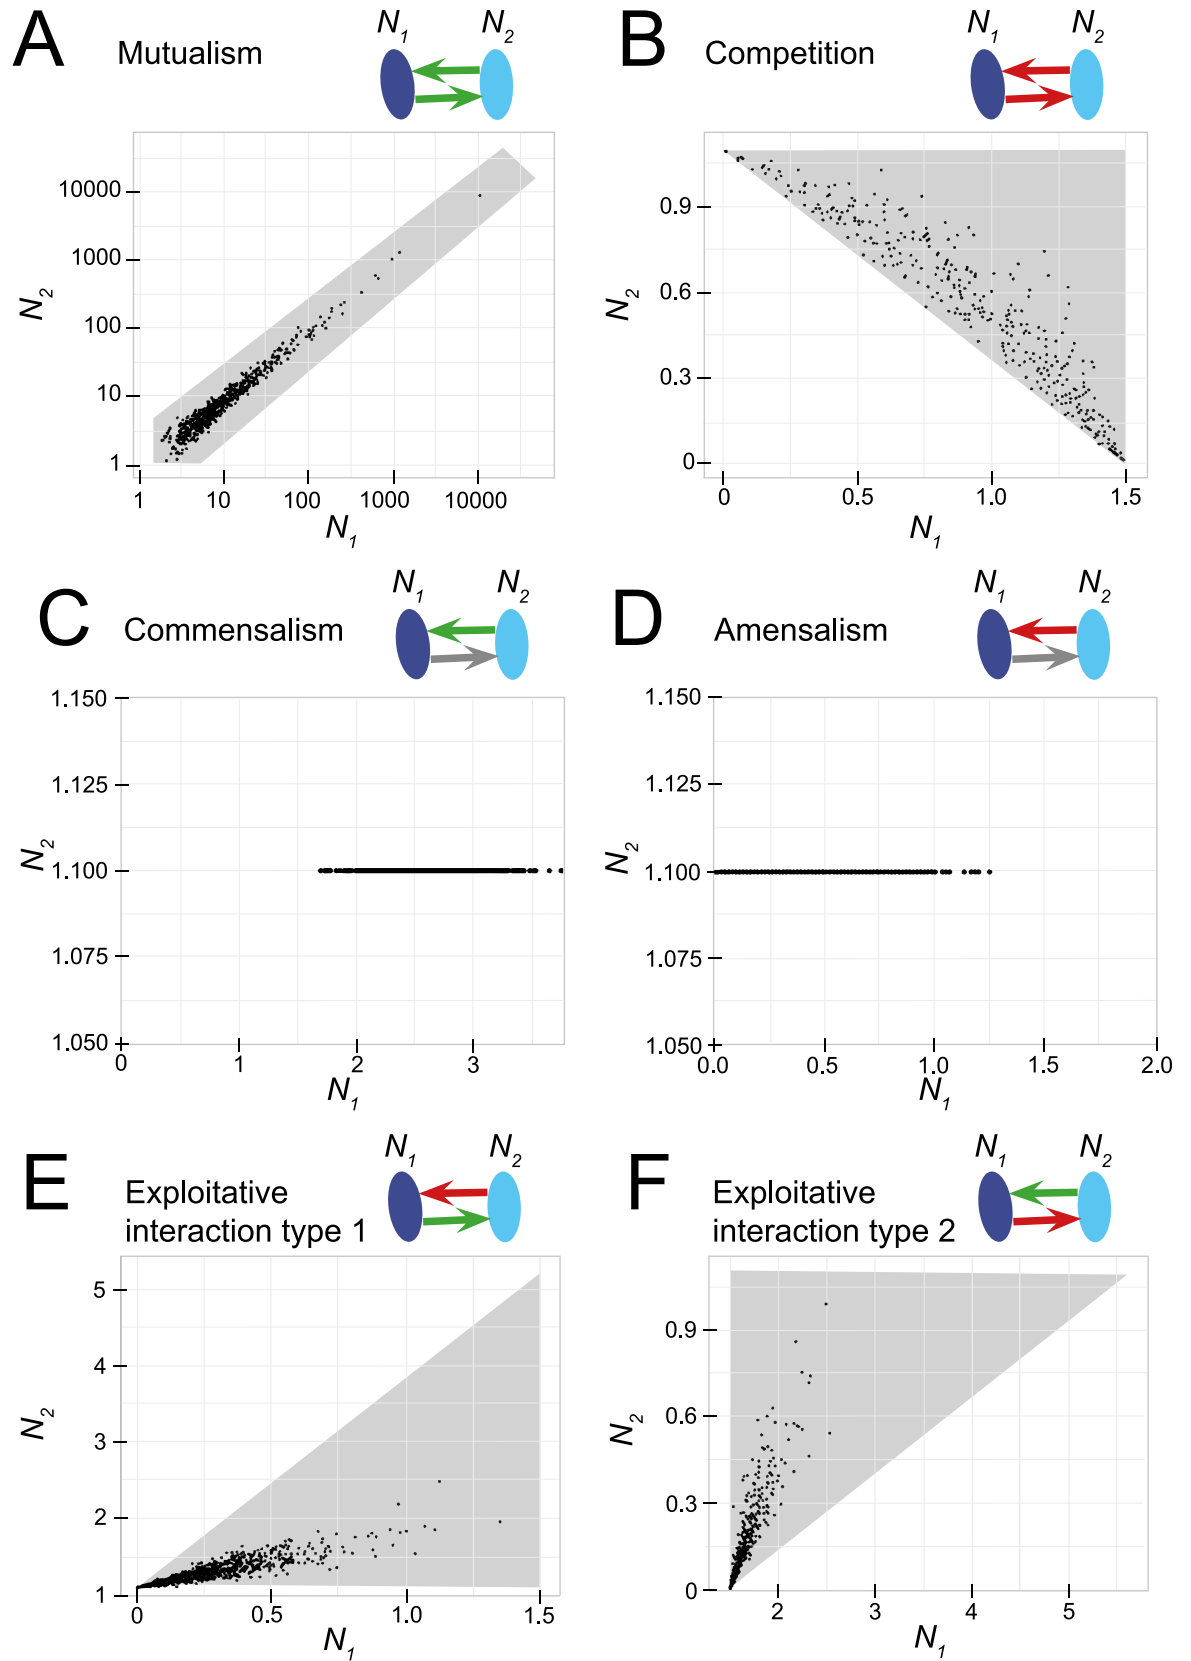 A
Mutualism
N1
N2
10000
1000
100
10
1
N2
1
10
100
1000
10000
N1
B
Competition
N1
N2
0.9
0.6
0.3
0
N2
0
0.5
1.0
1.5
N1
C
Commensalism
N1
N2
1.150
1.125
1.100
1.075
1.050
N2
0
1
2
3
N1
D
Amensalism
N1
N2
1.150
1.125
1.100
1.075
1.050
N2
0.0
0.5
1.0
1.5
2.0
N1
E
Exploitative
interaction type 1
N1
N2
5
4
3
2
1
N2
0
0.5
1.0
1.5
N1
F
Exploitative
interaction type 2
N1
N2
0.9
0.6
0.3
0
N2
2
3
4
5
N1